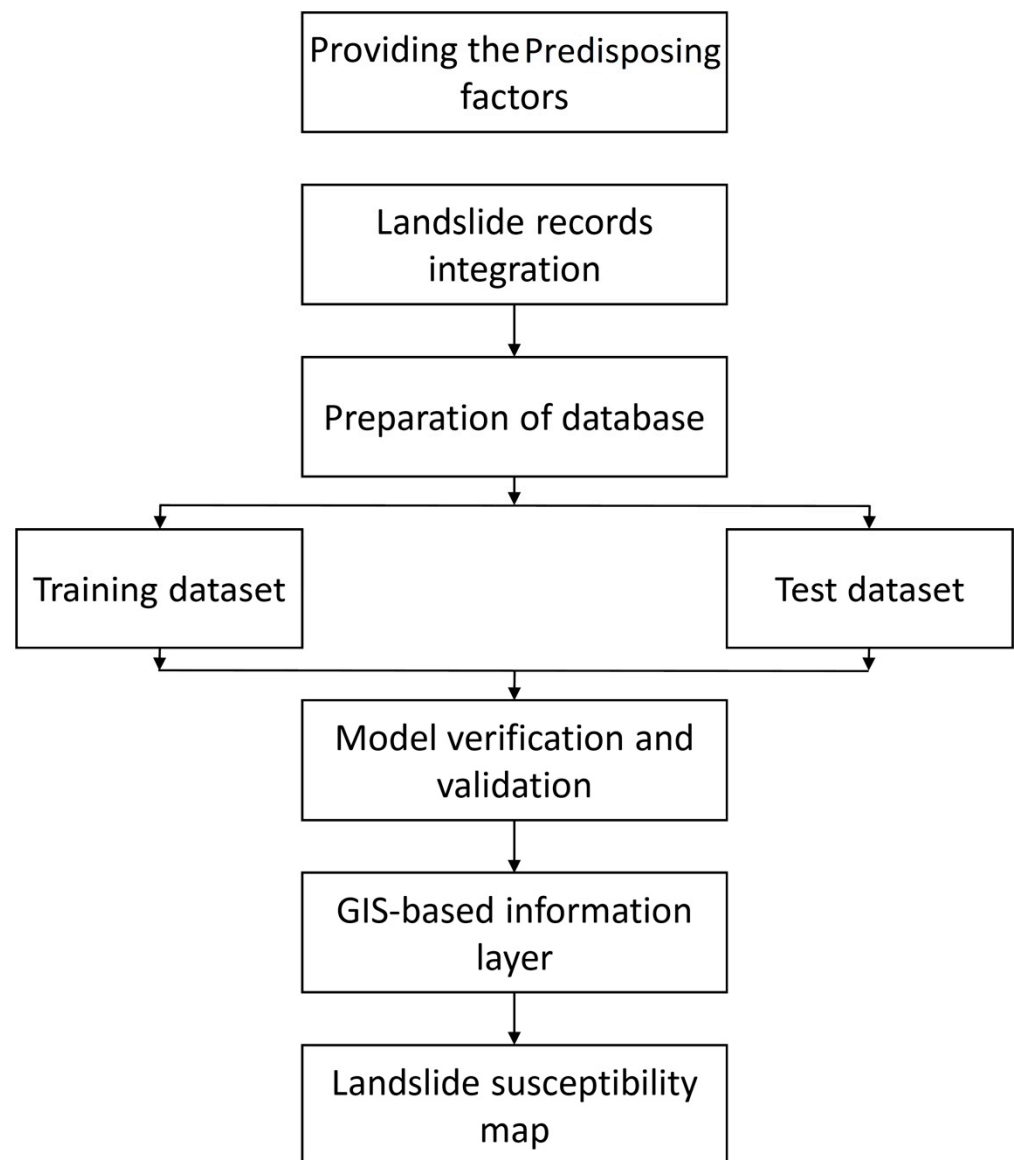 Providing the Predisposing
factors
Landslide records
integration
Preparation of database
Training dataset
Test dataset
Model verification and
validation
GIS-based information
layer
Landslide susceptibility
map